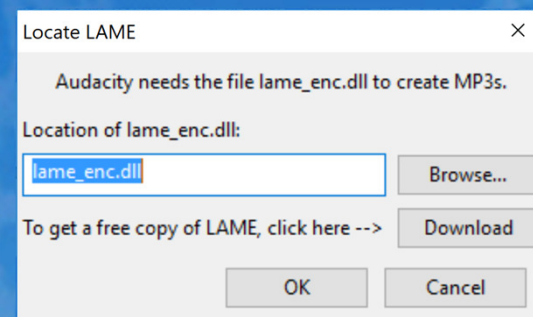 Locate LAME
Audacity needs the file lame_enc.dll to create MP3s.
Location of lame_enc.dll:
lame_enc.dll
Browse...
To get a free copy of LAME, click here -->
Download
OK
Cancel